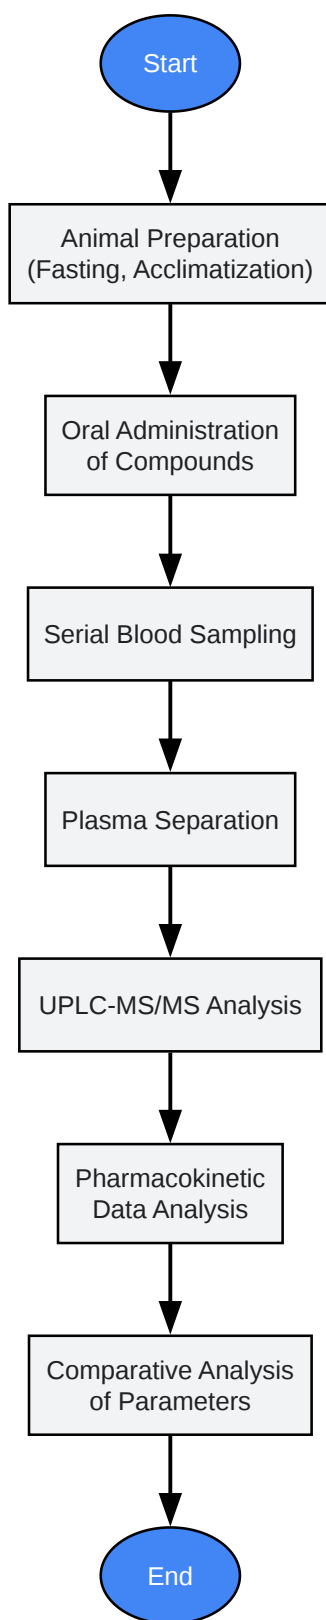 Start
Animal Preparation
(Fasting, Acclimatization)
Oral Administration
of Compounds
Serial Blood Sampling
Plasma Separation
UPLC-MS/MS Analysis
Pharmacokinetic
Data Analysis
Comparative Analysis
of Parameters
End